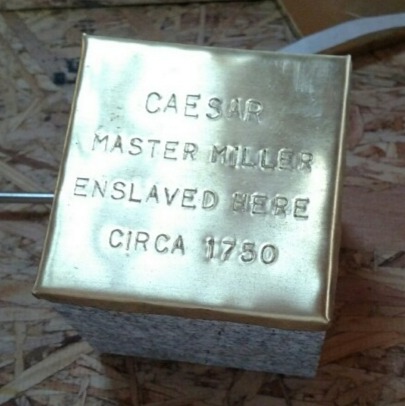 CAESAR
MASTER MILLER
ENSLAVED HERE
CIRCA 1750